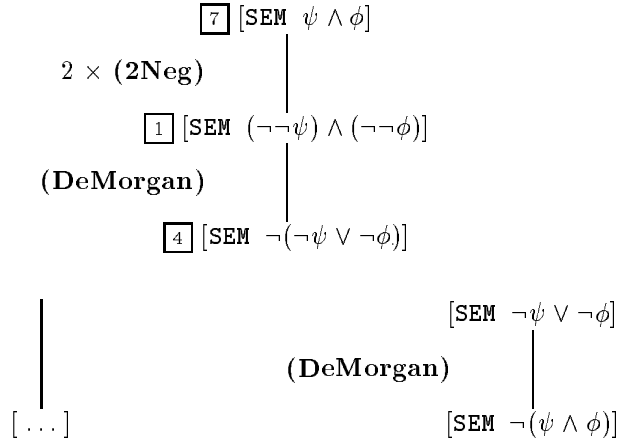 7 [SEM ψ ∧ φ]
2 × (2Neg)
1 [SEM (¬¬ψ) ∧ (¬¬φ)]
(DeMorgan)
4 [SEM ¬(¬ψ ∨ ¬φ)]
[SEM ¬ψ ∨ ¬φ]
(DeMorgan)
[ … ] [SEM ¬(ψ ∧ φ)]